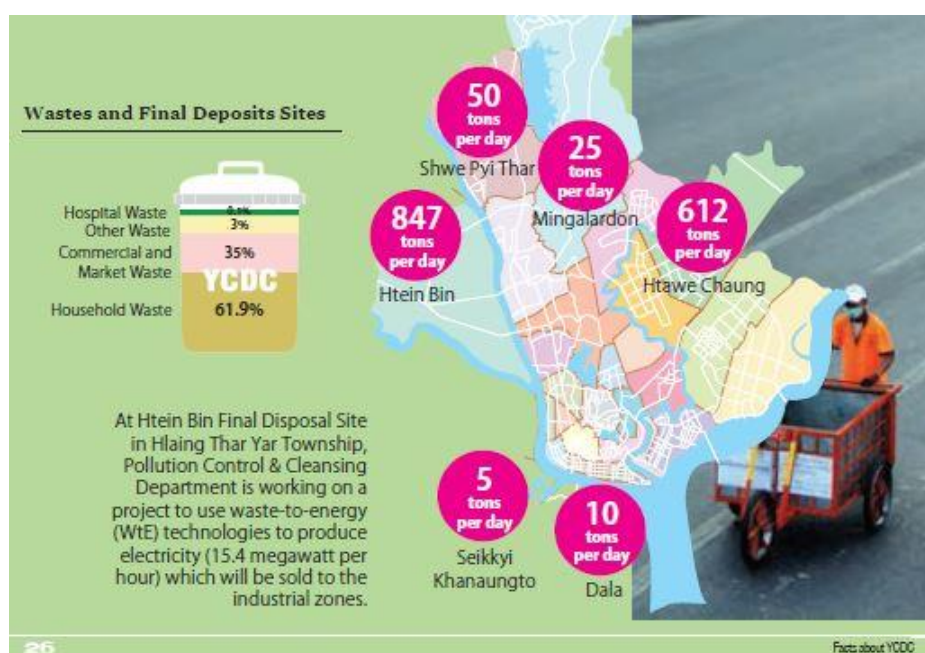 Wastes and Final Deposits Sites
Hospital Waste
0.1%
Other Waste
3%
Commercial and
Market Waste
35%
YCDC
Household Waste
61.9%
At Htein Bin Final Disposal Site
in Hlaing Thar Yar Township,
Pollution Control & Cleansing
Department is working on a
project to use waste-to-energy
(WtE) technologies to produce
electricity (15.4 megawatt per
hour) which will be sold to the
industrial zones.
50
tons
per day
Shwe Pyi Thar
25
tons
per day
Mingalardon
847
tons
per day
Htein Bin
612
tons
per day
Htawe Chaung
5
tons
per day
Seikkyi
Khanaungto
10
tons
per day
Dala
26
Facts about YCDC